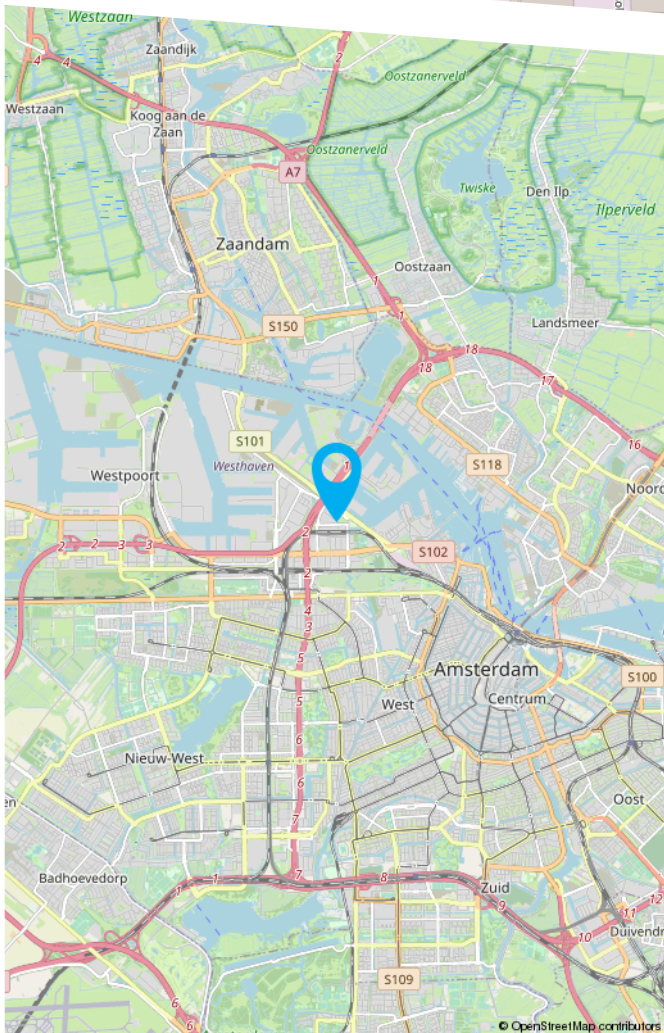 Westzaan
Zaandijk
4
4
2
Oostzanerveld
Westzaan
Koog aan de
Zaan
Oostzanerveld
A7
Twiske
Den Ilp
Ilperveld
Zaandam
Oostzaan
1
1
S150
Landsmeer
18
18
17
S101
16
Westhaven
1
S118
Westpoort
Noord
2
2
2
3
3
S102
2
4
3
5
Amsterdam
S100
5
West
Centrum
6
Nieuw-West
6
7
Oost
Badhoevedorp
1
1
7
8
Zuid
9
12
11
10
Duivendr
S109
6
6
© OpenStreetMap contributors